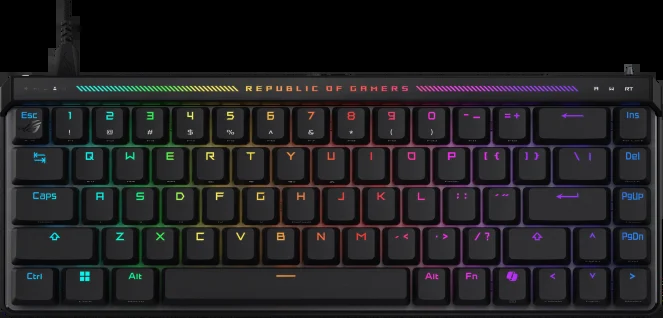 REPUBLIC OF GAMERS RT
Esc 1 2 3 4 5 6 7 8 9 0 - _ = + Ins
! @ # $ % ^ & * ( )
Q W E R T Y U I O P [ { ] } \ | Del
Caps A S D F G H J K L PgUp
Z X C V B N M , < . > / ? ^ PgDn
Ctrl Alt Alt Fn < v >